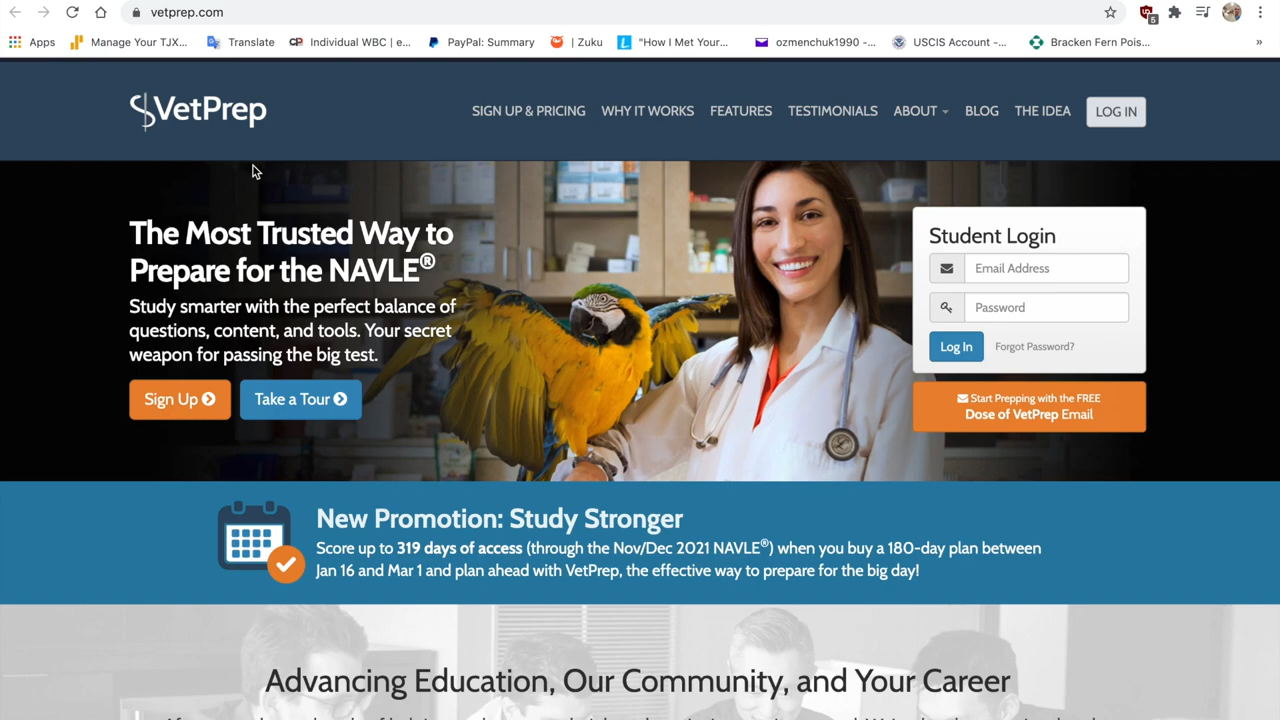 vetprep.com
5
Apps
Manage Your TJX...
Translate
CP Individual WBC | e...
PayPal: Summary
| Zuku
L "How I Met Your...
ozmenchuk1990 -...
USCIS Account -...
Bracken Fern Pois...
»
VetPrep
SIGN UP & PRICING
WHY IT WORKS
FEATURES
TESTIMONIALS
ABOUT
BLOG
THE IDEA
LOG IN
The Most Trusted Way to
Prepare for the NAVLE®
Study smarter with the perfect balance of
questions, content, and tools. Your secret
weapon for passing the big test.
Sign Up
Take a Tour
Student Login
Email Address
Password
Log In
Forgot Password?
Start Prepping with the FREE
Dose of VetPrep Email
New Promotion: Study Stronger
Score up to 319 days of access (through the Nov/Dec 2021 NAVLE®) when you buy a 180-day plan between
Jan 16 and Mar 1 and plan ahead with VetPrep, the effective way to prepare for the big day!
Advancing Education, Our Community, and Your Career